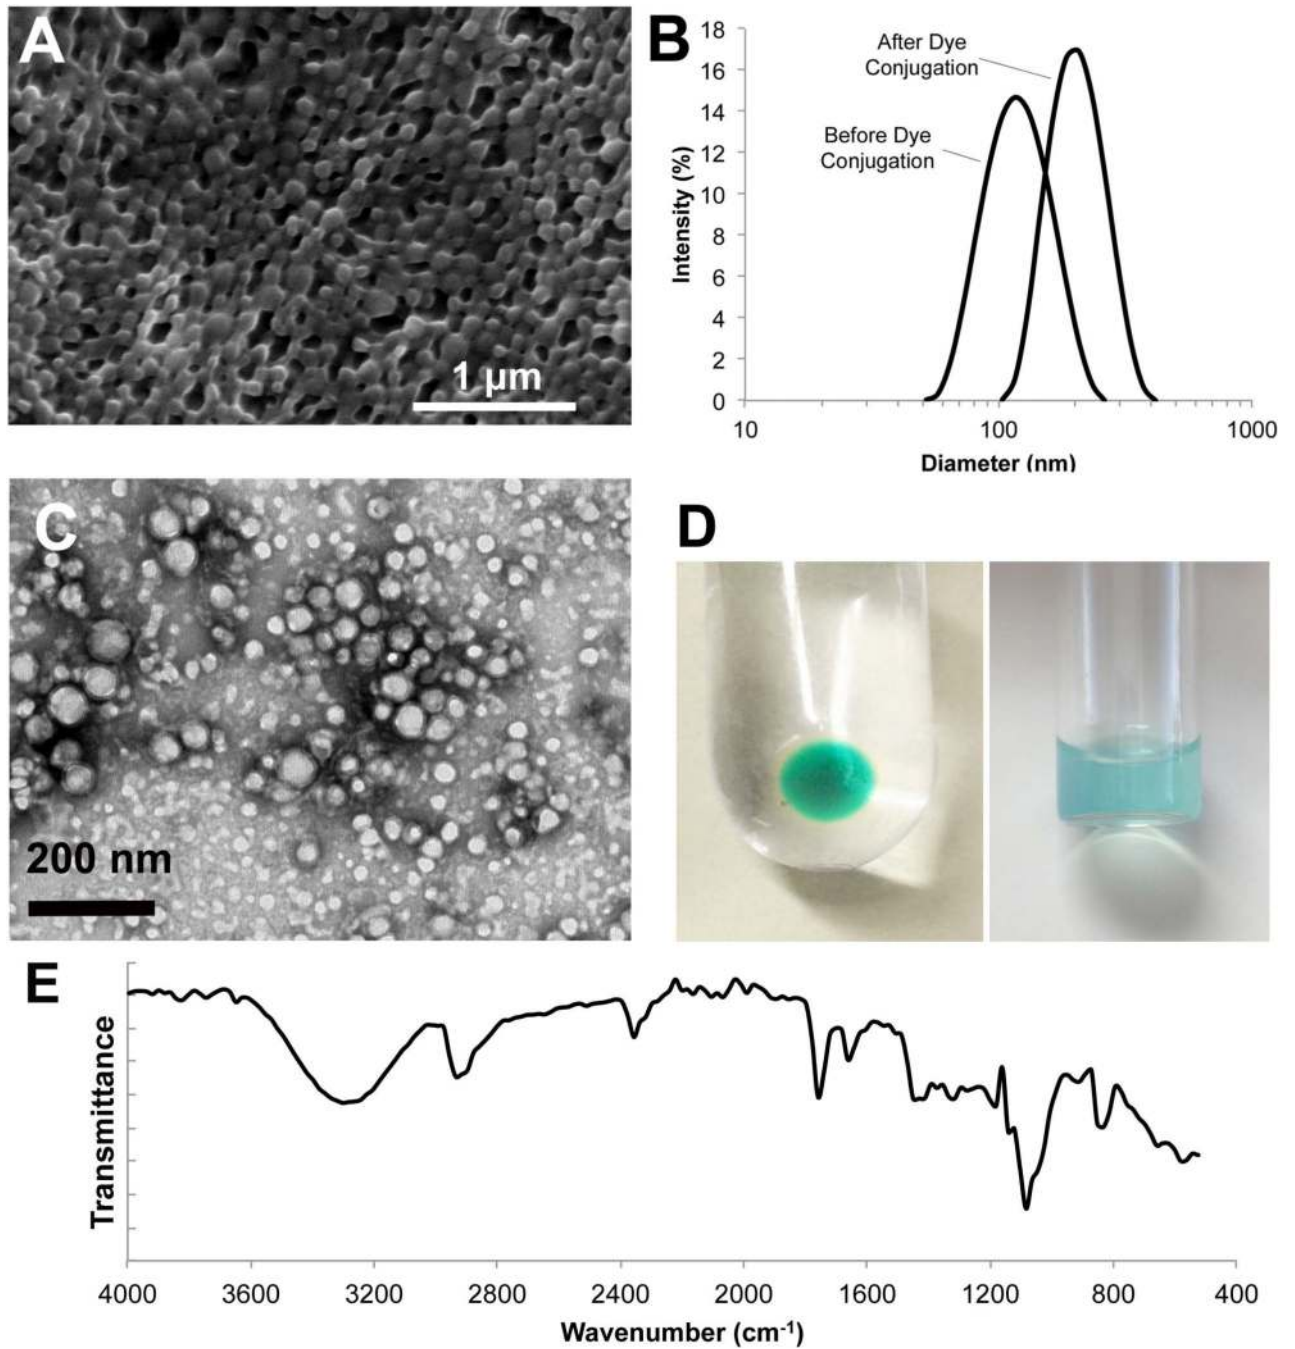 A
1 µm
B
18
16
14
12
10
8
6
4
2
0
Intensity (%)
After Dye
Conjugation
Before Dye
Conjugation
10
100
1000
Diameter (nm)
C
200 nm
D
E
Transmittance
4000
3600
3200
2800
2400
2000
1600
1200
800
400
Wavenumber (cm-1)